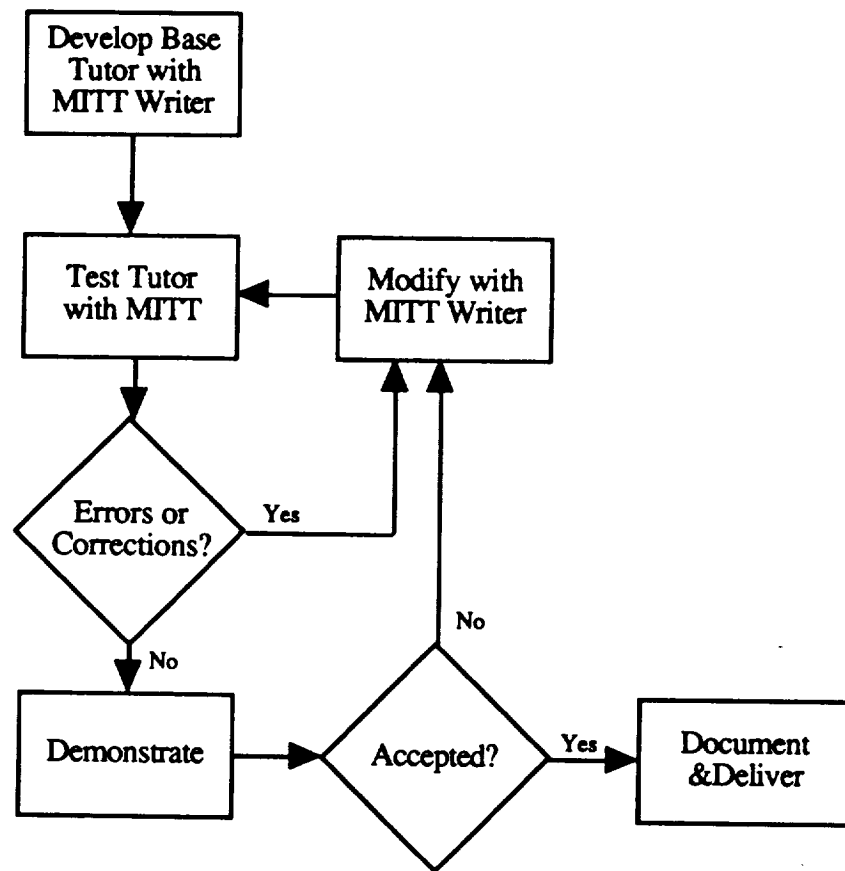 Develop Base
Tutor with
MITT Writer
Test Tutor
with MITT
Modify with
MITT Writer
Errors or
Corrections?
Yes
No
No
Demonstrate
Accepted?
Yes
Document
&Deliver